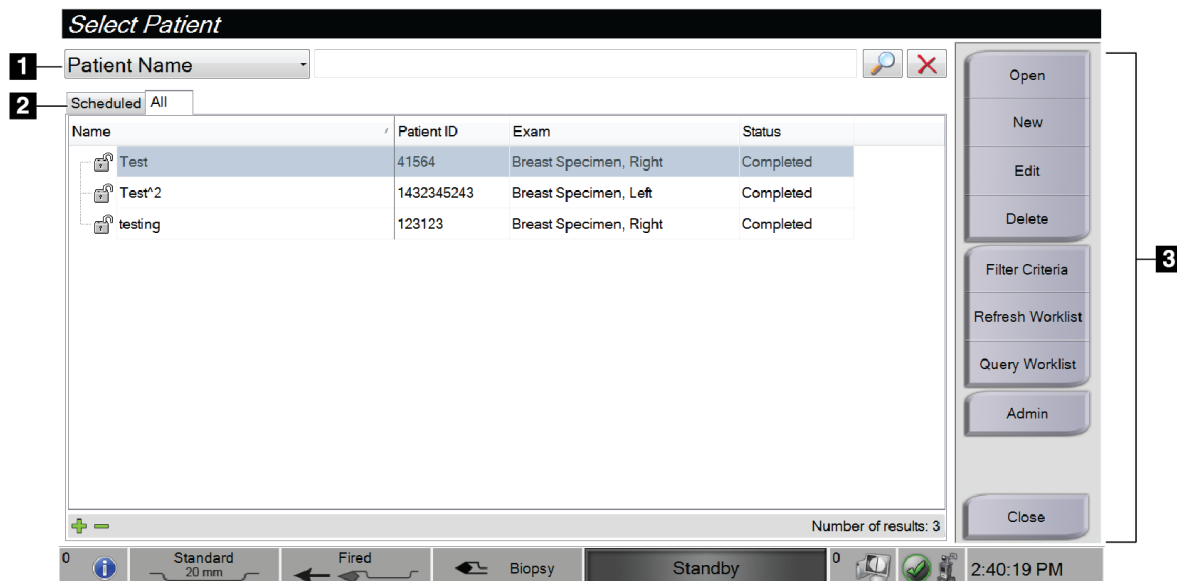 Select Patient
1 Patient Name
2 Scheduled All
Name Patient ID Exam Status
Test 41564 Breast Specimen, Right Completed
Test^2 1432345243 Breast Specimen, Left Completed
testing 123123 Breast Specimen, Right Completed
Number of results: 3
Open
New
Edit
Delete
Filter Criteria
Refresh Worklist
Query Worklist
Admin
Close
3
0 Standard 20 mm Fired Biopsy Standby 0 2:40:19 PM